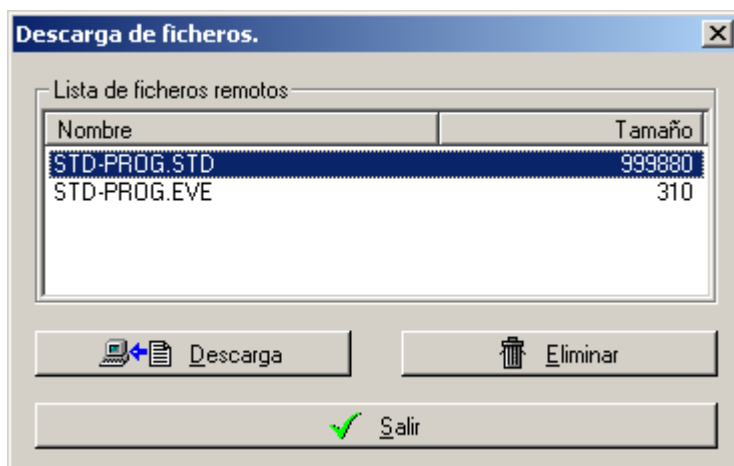 Descarga de ficheros.
Lista de ficheros remotos
Nombre Tamaño
STD-PROG.STD 999880
STD-PROG.EVE 310
Descarga Eliminar
Salir